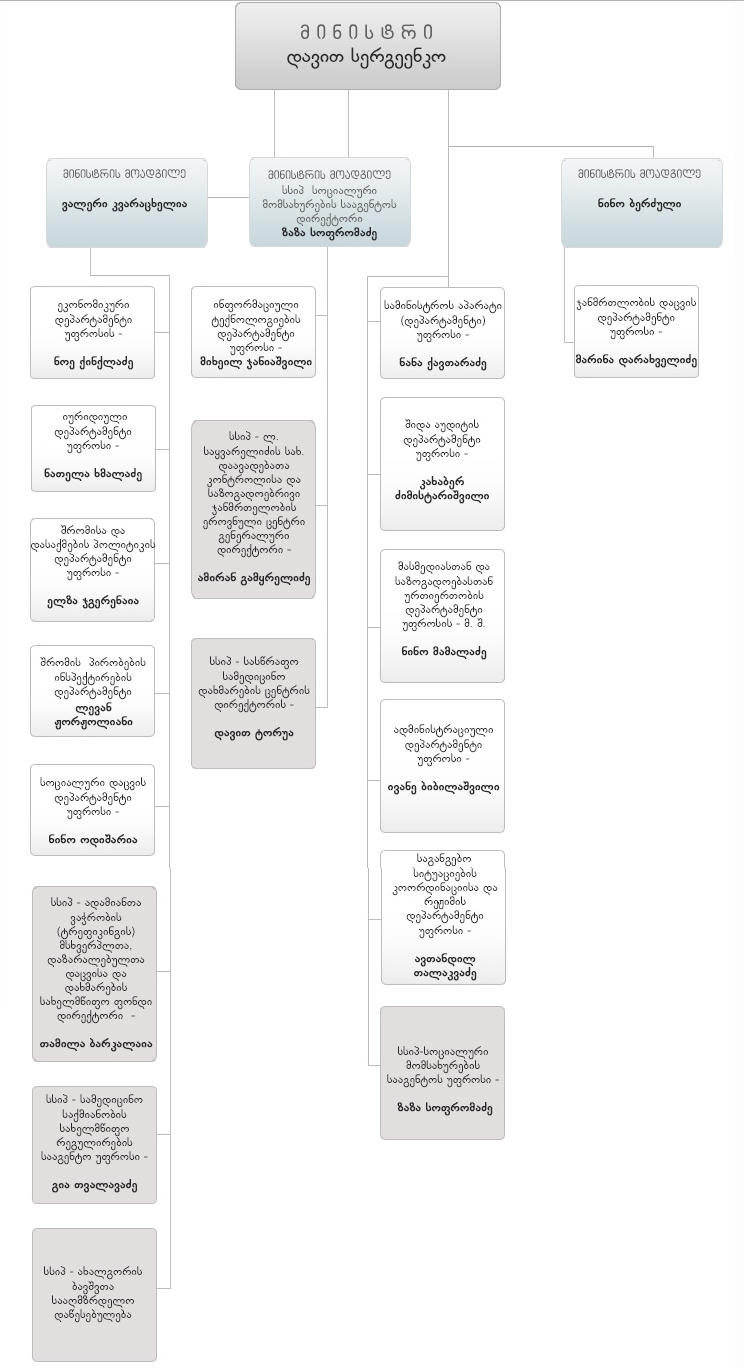 მინისტრი
დავით სერგეენკო
მინისტრის მოადგილე
ვალერი კვარაცხელია
მინისტრის მოადგილე
სსიპ სოციალური
მომსახურების სააგენტოს
დირექტორი
ზაზა სოფრომაძე
მინისტრის მოადგილე
ნინო ბერძული
ეკონომიკური
დეპარტამენტი
უფროსის -
ნოე ქინქლაძე
იურიდიული
დეპარტამენტი
უფროსი -
ნათელა ხმალაძე
შრომისა და
დასაქმების პოლიტიკის
დეპარტამენტი
უფროსი -
ელზა ჯგერენაია
შრომის პირობების
ინსპექტირების
დეპარტამენტი
ლევან
ჟორჟოლიანი
სოციალური დაცვის
დეპარტამენტი
უფროსი -
ნინო ოდიშარია
სსიპ - ადამიანთა
ვაჭრობის
(ტრეფიკინგის)
მსხვერპლთა,
დაზარალებულთა
დაცვისა და
დახმარების
სახელმწიფო ფონდი
დირექტორი -
თამილა ბარკალაია
სსიპ - სამედიცინო
საქმიანობის
სახელმწიფო
რეგულირების
სააგენტო უფროსი -
გია თვალავაძე
სსიპ - ახალგორის
ბავშვთა
სააღმზრდელო
დაწესებულება
ინფორმაციული
ტექნოლოგიების
დეპარტამენტი
უფროსი -
მიხეილ ჯანიაშვილი
სსიპ - ლ.
საყვარელიძის სახ.
დაავადებათა
კონტროლისა და
საზოგადოებრივი
ჯანმრთელობის
ეროვნული ცენტრი
გენერალური
დირექტორი -
ამირან გამყრელიძე
სსიპ - სასწრაფო
სამედიცინო
დახმარების ცენტრის
დირექტორის -
დავით ტორუა
სამინისტროს აპარატი
(დეპარტამენტი)
უფროსი -
ნანა ქავთარაძე
შიდა აუდიტის
დეპარტამენტი
უფროსი -
კახაბერ
ძიმისტარიშვილი
მასმედიასთან და
საზოგადოებასთან
ურთიერთობის
დეპარტამენტი
უფროსის - მ. შ.
ნინო მამალაძე
ადმინისტრაციული
დეპარტამენტი
უფროსი -
ივანე ბიბილაშვილი
საგანგებო
სიტუაციების
კოორდინაციისა და
რეჟიმის
დეპარტამენტი
უფროსი -
ავთანდილ
თალაკვაძე
სსიპ-სოციალური
მომსახურების
სააგენტოს უფროსი -
ზაზა სოფრომაძე
ჯანმრთელობის დაცვის
დეპარტამენტი
უფროსი -
მარინა დარახველიძე